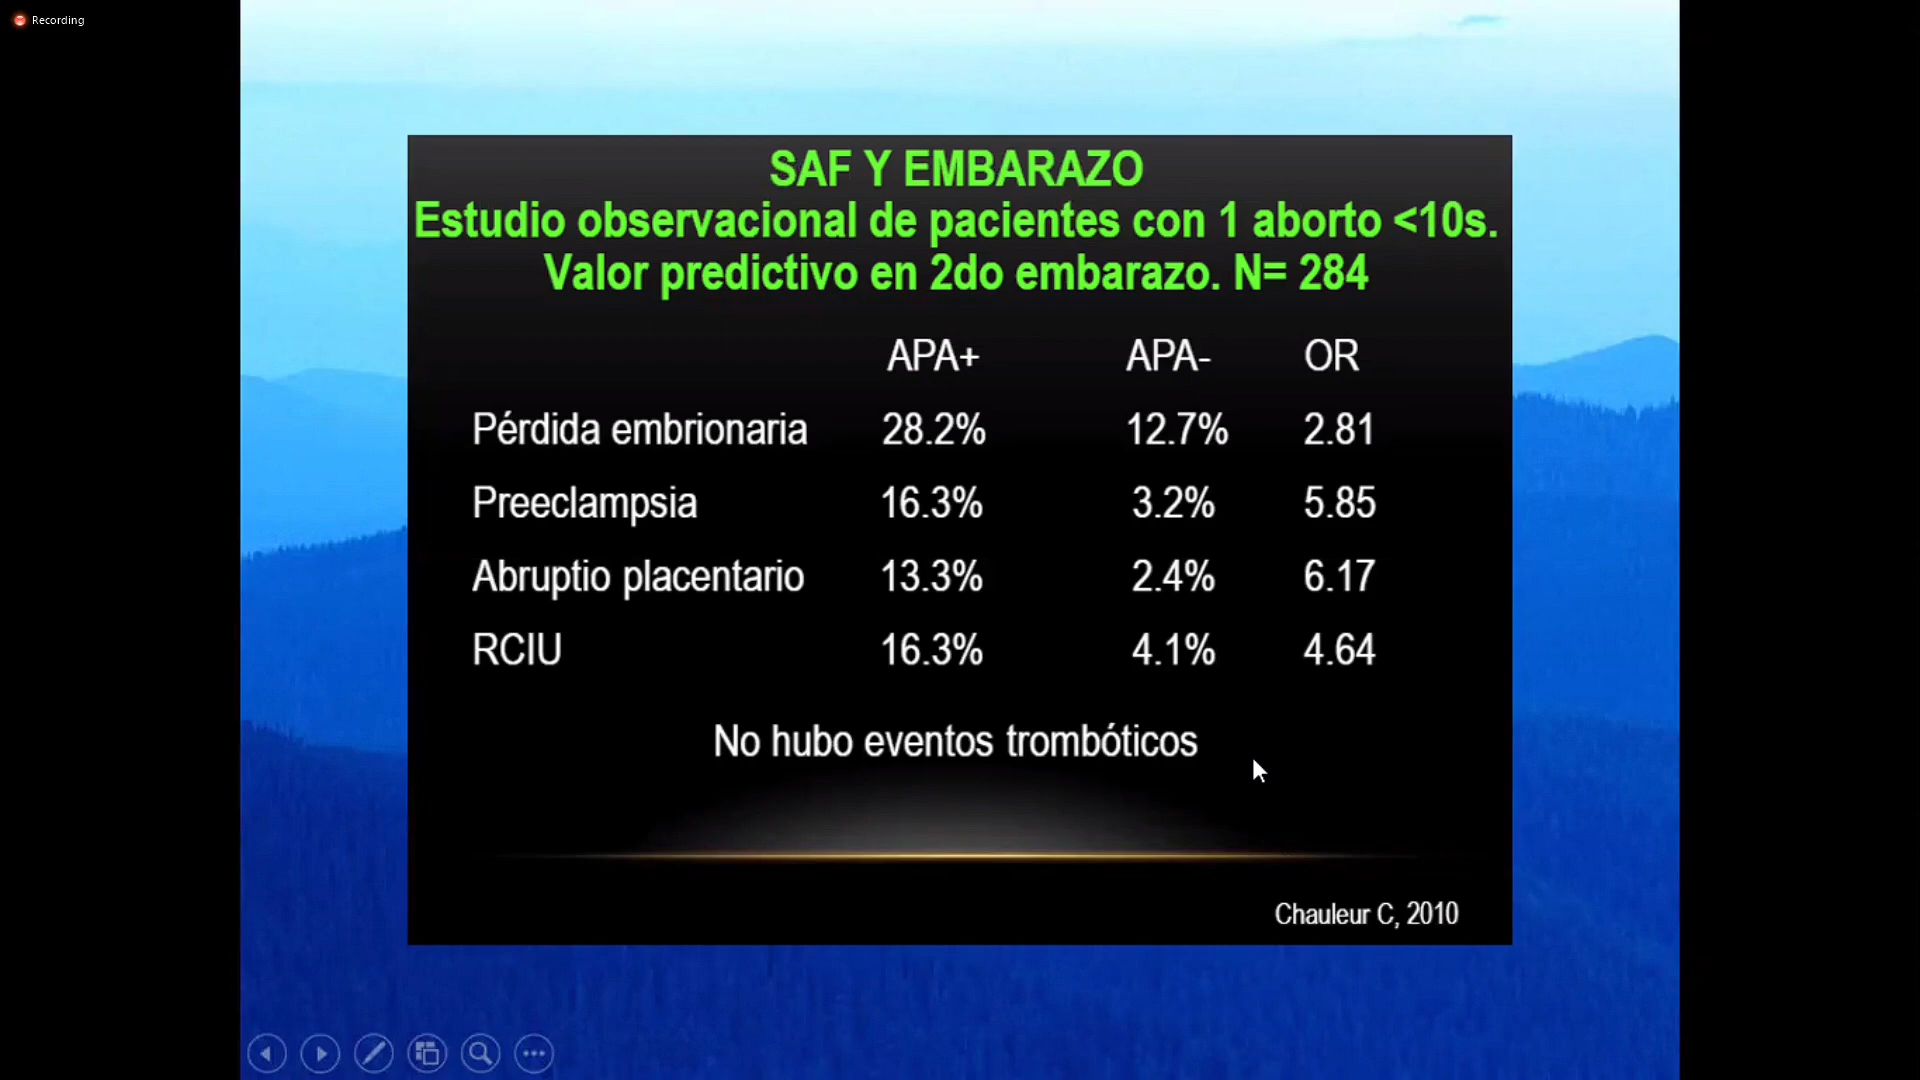 Recording
SAF Y EMBARAZO
Estudio observacional de pacientes con 1 aborto <10s.
Valor predictivo en 2do embarazo. N= 284
APA+ APA- OR
Pérdida embrionaria 28.2% 12.7% 2.81
Preeclampsia 16.3% 3.2% 5.85
Abruptio placentario 13.3% 2.4% 6.17
RCIU 16.3% 4.1% 4.64
No hubo eventos trombóticos
Chauleur C, 2010